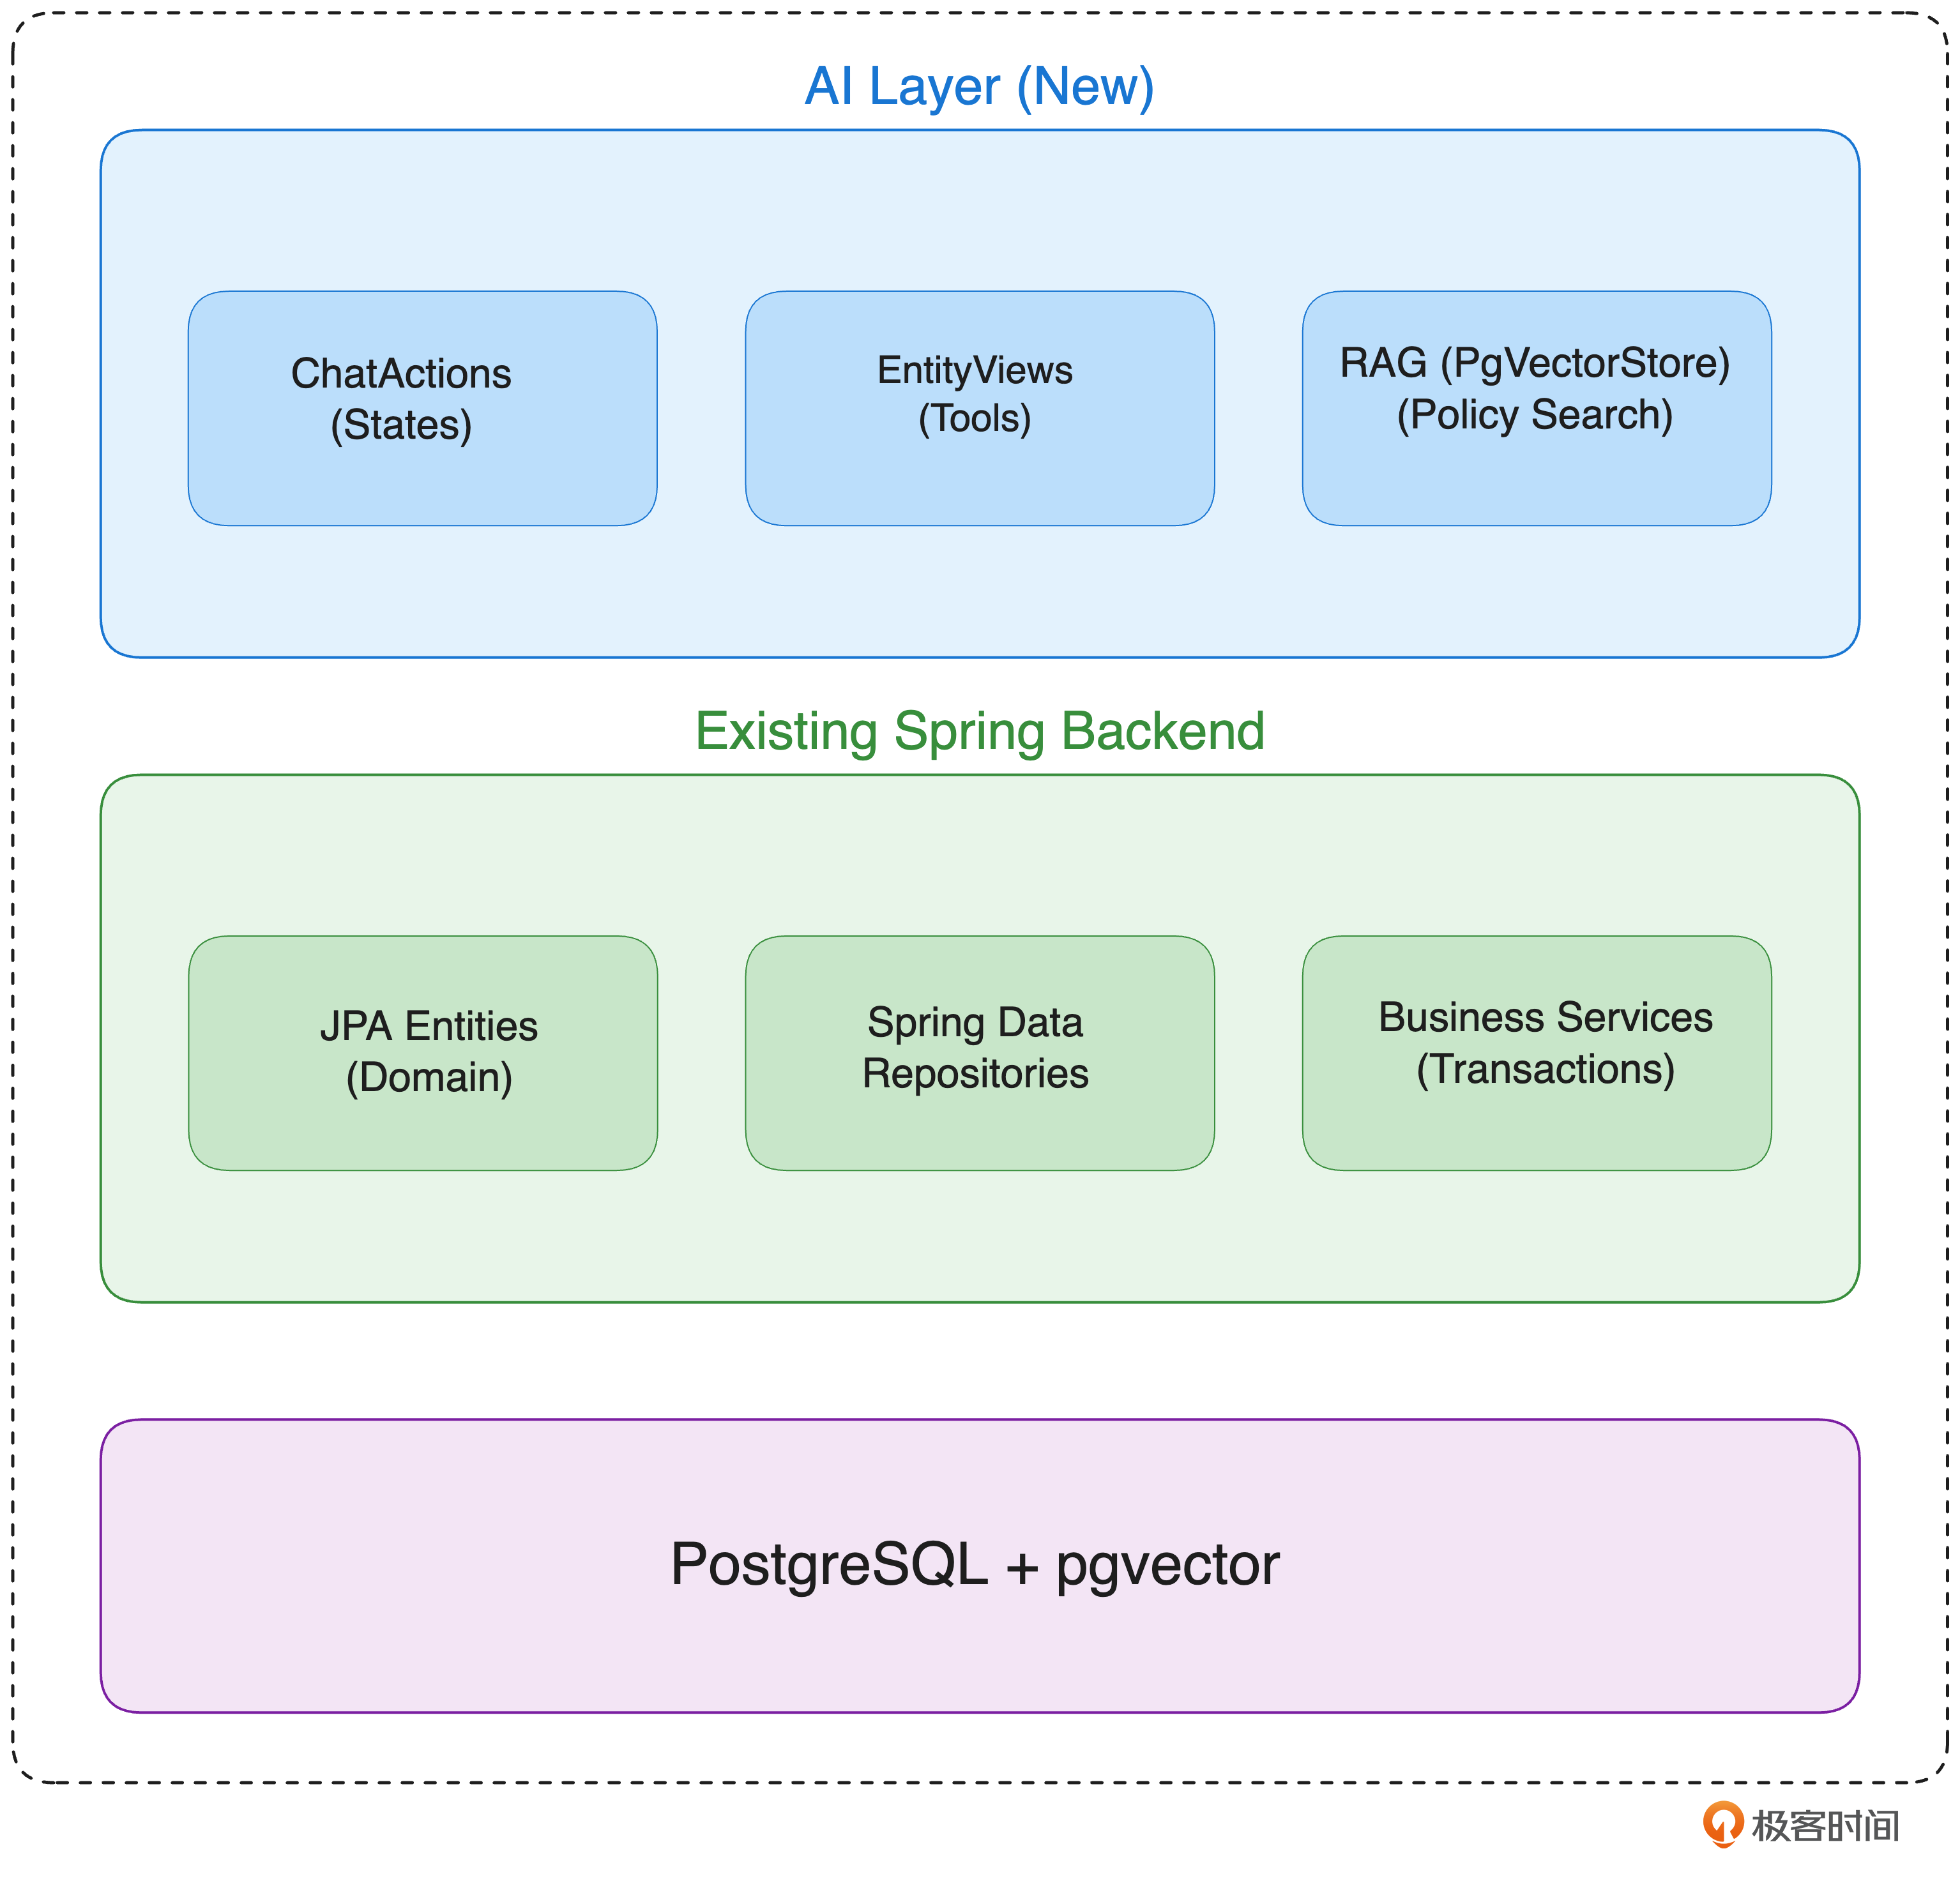 AI Layer (New)
ChatActions
(States)
EntityViews
(Tools)
RAG (PgVectorStore)
(Policy Search)
Existing Spring Backend
JPA Entities
(Domain)
Spring Data
Repositories
Business Services
(Transactions)
PostgreSQL + pgvector
极客时间